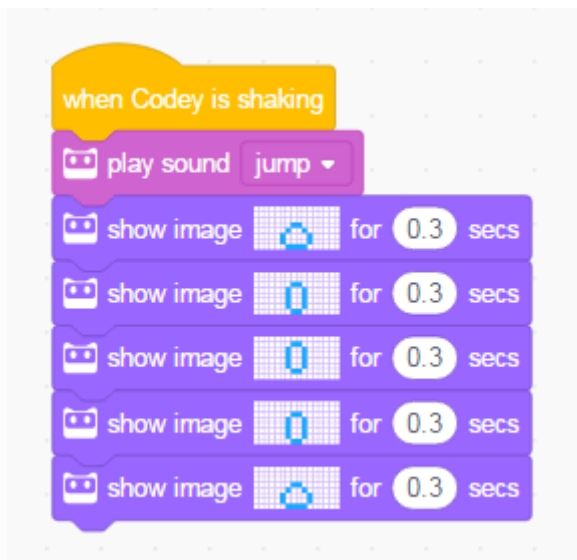 when Codey is shaking
play sound jump
show image for 0.3 secs
show image for 0.3 secs
show image for 0.3 secs
show image for 0.3 secs
show image for 0.3 secs